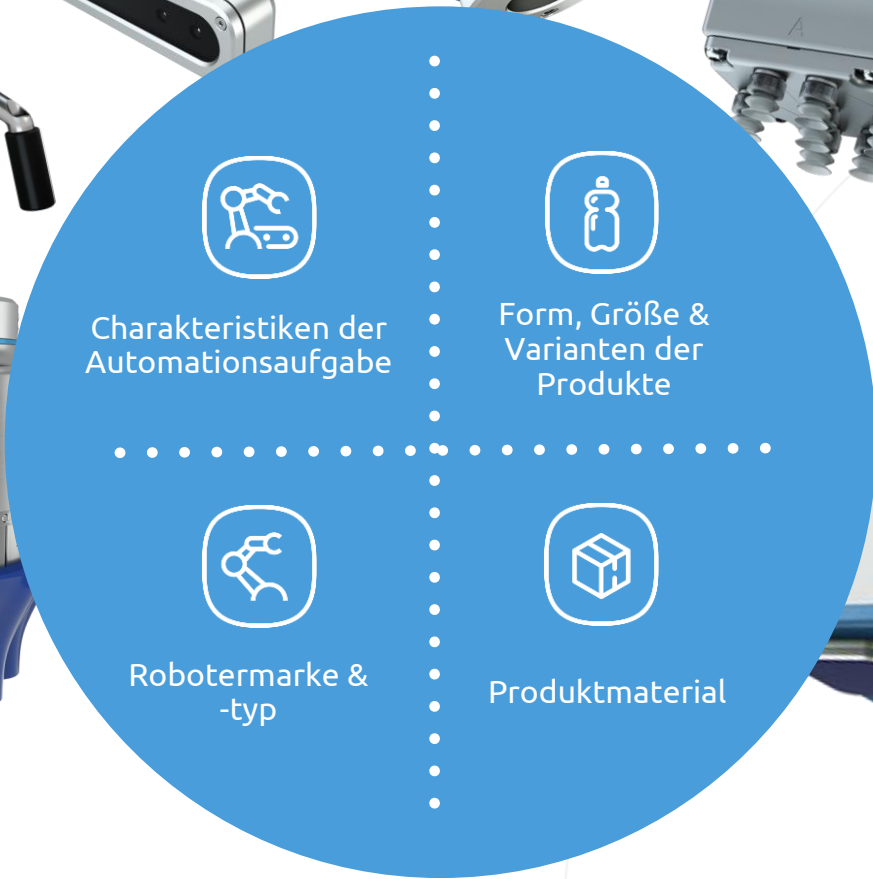 Charakteristiken der
Automationsaufgabe
Form, Größe &
Varianten der
Produkte
Robotermarke &
-typ
Produktmaterial
A